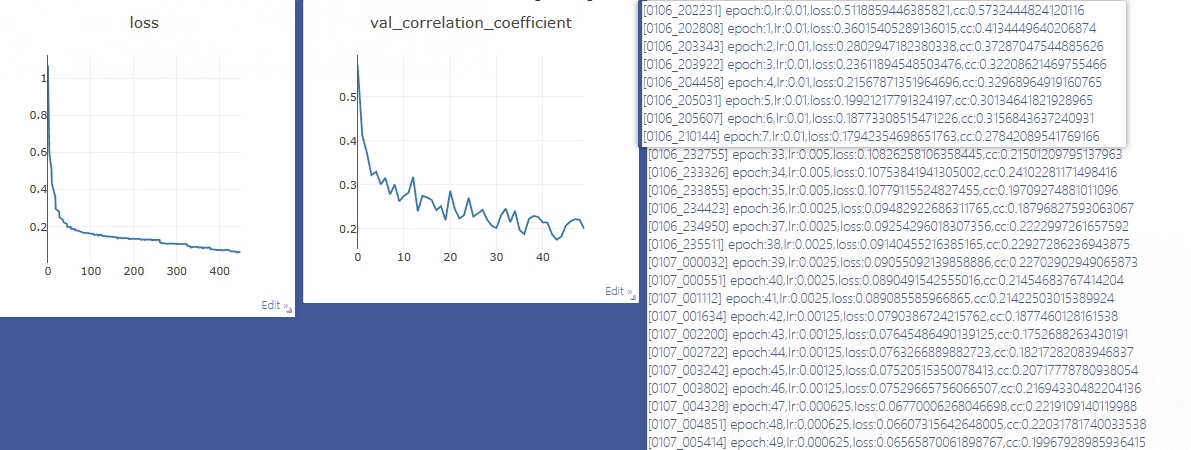 loss
1
0.8
0.6
0.4
0.2
0 100 200 300 400
Edit »
val_correlation_coefficient
0.5
0.4
0.3
0.2
0 10 20 30 40
Edit »
[0106_202231] epoch:0,lr:0.01,loss:0.5118859446385821,cc:0.5732444824120116
[0106_202808] epoch:1,lr:0.01,loss:0.36015405289136015,cc:0.4134449640206874
[0106_203343] epoch:2,lr:0.01,loss:0.2802947182380338,cc:0.37287047544885626
[0106_203922] epoch:3,lr:0.01,loss:0.23611894548503476,cc:0.32208621469755466
[0106_204458] epoch:4,lr:0.01,loss:0.21567871351964696,cc:0.32968964919160765
[0106_205031] epoch:5,lr:0.01,loss:0.19921217791324197,cc:0.30134641821928965
[0106_205607] epoch:6,lr:0.01,loss:0.18773308515471226,cc:0.3156843637240931
[0106_210144] epoch:7,lr:0.01,loss:0.17942354698651763,cc:0.27842089541769166
[0106_232755] epoch:33,lr:0.005,loss:0.10826258106358445,cc:0.21501209795137963
[0106_233326] epoch:34,lr:0.005,loss:0.10753841941305002,cc:0.24102281171498416
[0106_233855] epoch:35,lr:0.005,loss:0.10779115524827455,cc:0.19709274881011096
[0106_234423] epoch:36,lr:0.0025,loss:0.09482922686311765,cc:0.18796827593063067
[0106_234950] epoch:37,lr:0.0025,loss:0.09254296018307356,cc:0.2222997261657592
[0106_235511] epoch:38,lr:0.0025,loss:0.09140455216385165,cc:0.22927286236943875
[0107_000032] epoch:39,lr:0.0025,loss:0.09055092139858886,cc:0.22702902949065873
[0107_000551] epoch:40,lr:0.0025,loss:0.0890491542555016,cc:0.21454683767414204
[0107_001112] epoch:41,lr:0.0025,loss:0.089085585966865,cc:0.21422503015389924
[0107_001634] epoch:42,lr:0.00125,loss:0.0790386724215762,cc:0.1877460128161538
[0107_002200] epoch:43,lr:0.00125,loss:0.07645486490139125,cc:0.1752688263430191
[0107_002722] epoch:44,lr:0.00125,loss:0.0763266889882723,cc:0.18217282083946837
[0107_003242] epoch:45,lr:0.00125,loss:0.07520515350078413,cc:0.20717778780938054
[0107_003802] epoch:46,lr:0.00125,loss:0.07529665756066507,cc:0.21694330482204136
[0107_004328] epoch:47,lr:0.000625,loss:0.06770006268046698,cc:0.2219109140119988
[0107_004851] epoch:48,lr:0.000625,loss:0.06607315642648005,cc:0.22031781740033538
[0107_005414] epoch:49,lr:0.000625,loss:0.06565870061898767,cc:0.19967928985936415